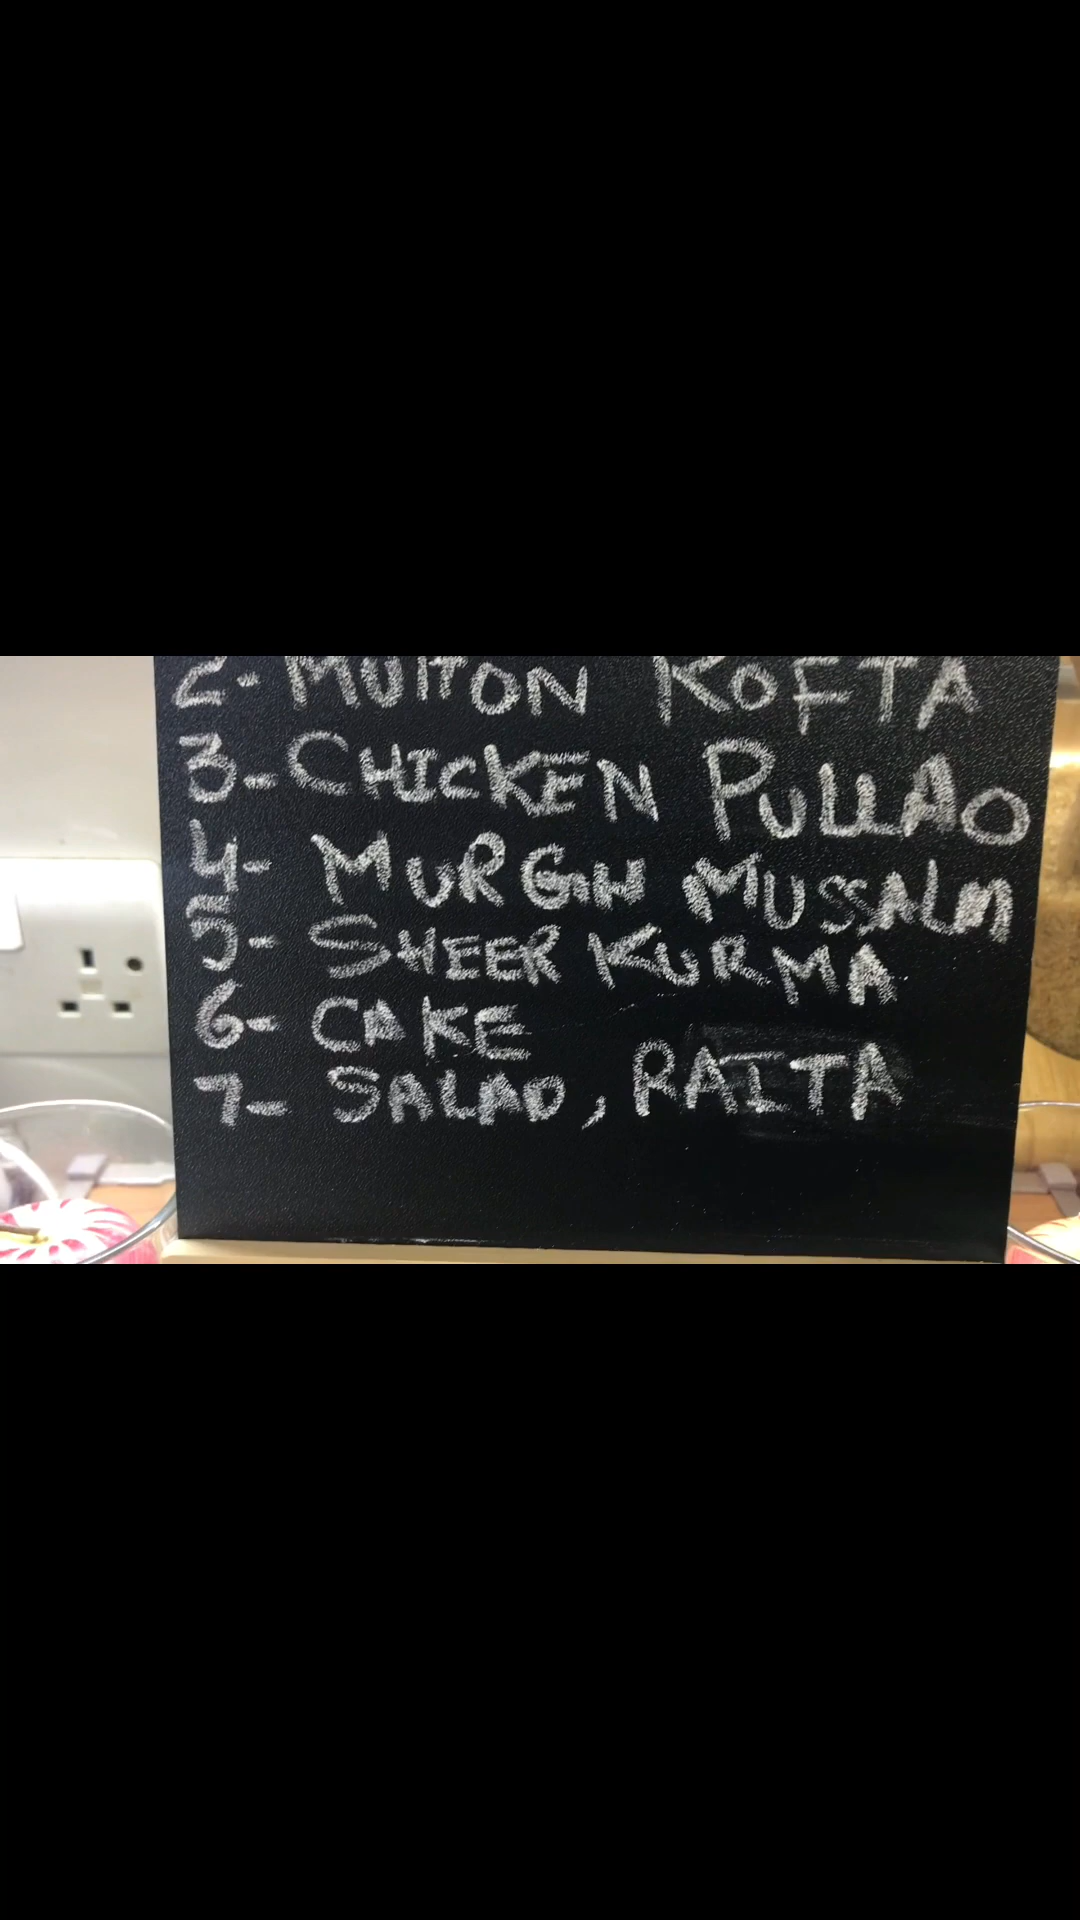 2- MUTTON KOFTA
3- CHICKEN PULLAO
4- MURGH MUSSALM
5- SHEER KURMA
6- CAKE
7- SALAD, RAITA